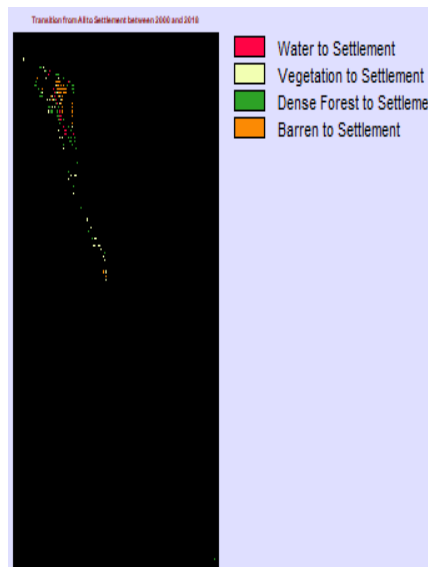 Transition from All to Settlement between 2000 and 2018
Water to Settlement
Vegetation to Settlement
Dense Forest to Settleme
Barren to Settlement